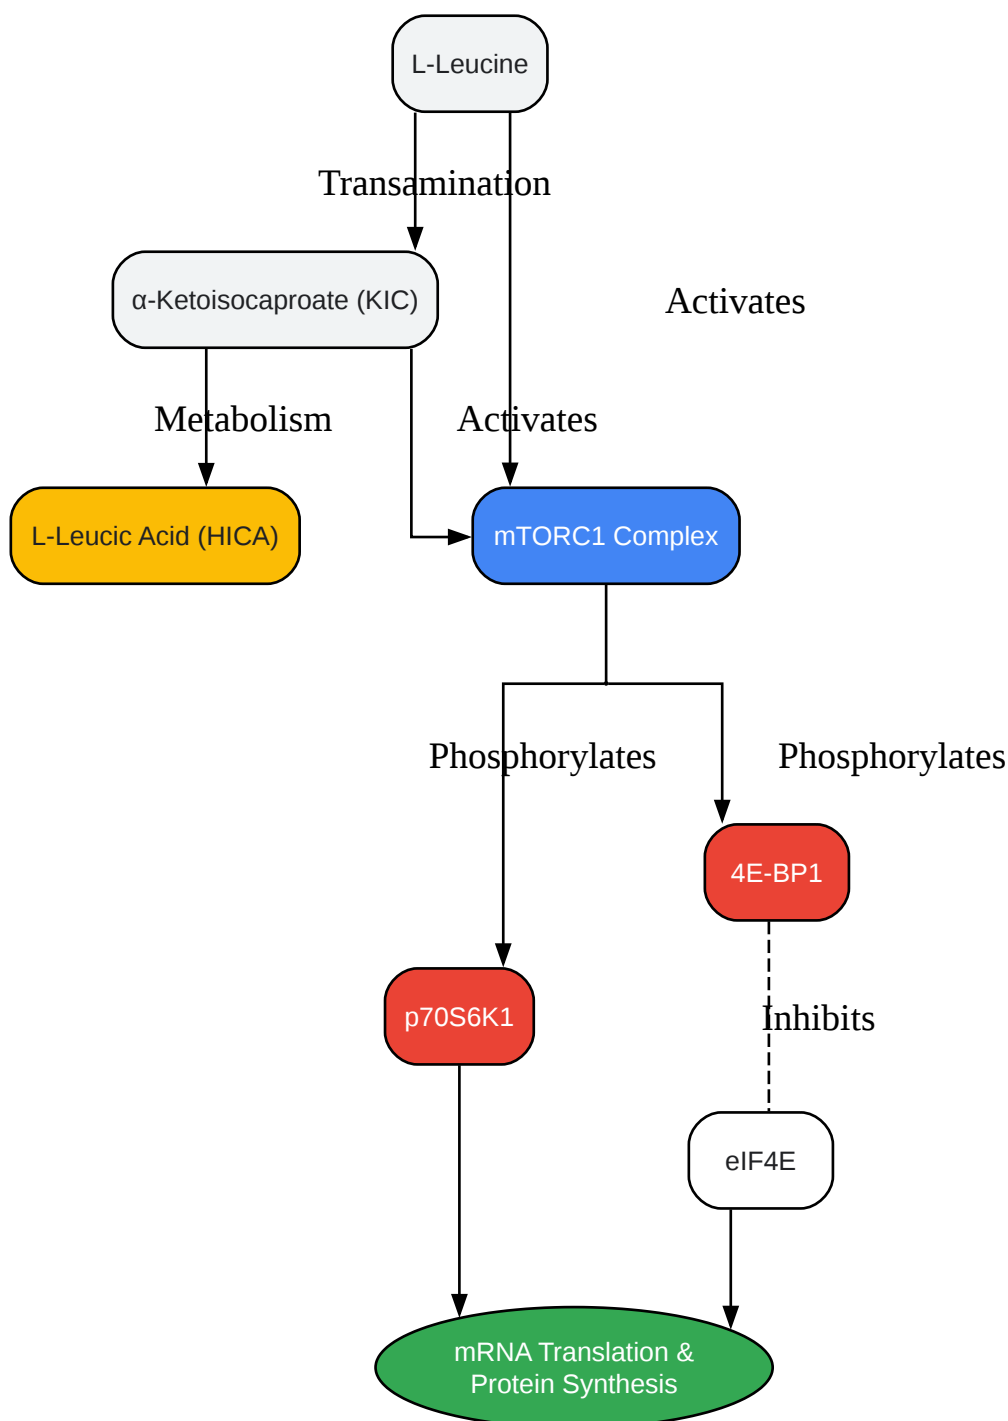 L-Leucine
Transamination
α-Ketoisocaproate (KIC)
Activates
Metabolism
Activates
L-Leucic Acid (HICA)
mTORC1 Complex
Phosphorylates
Phosphorylates
4E-BP1
p70S6K1
Inhibits
eIF4E
mRNA Translation &
Protein Synthesis